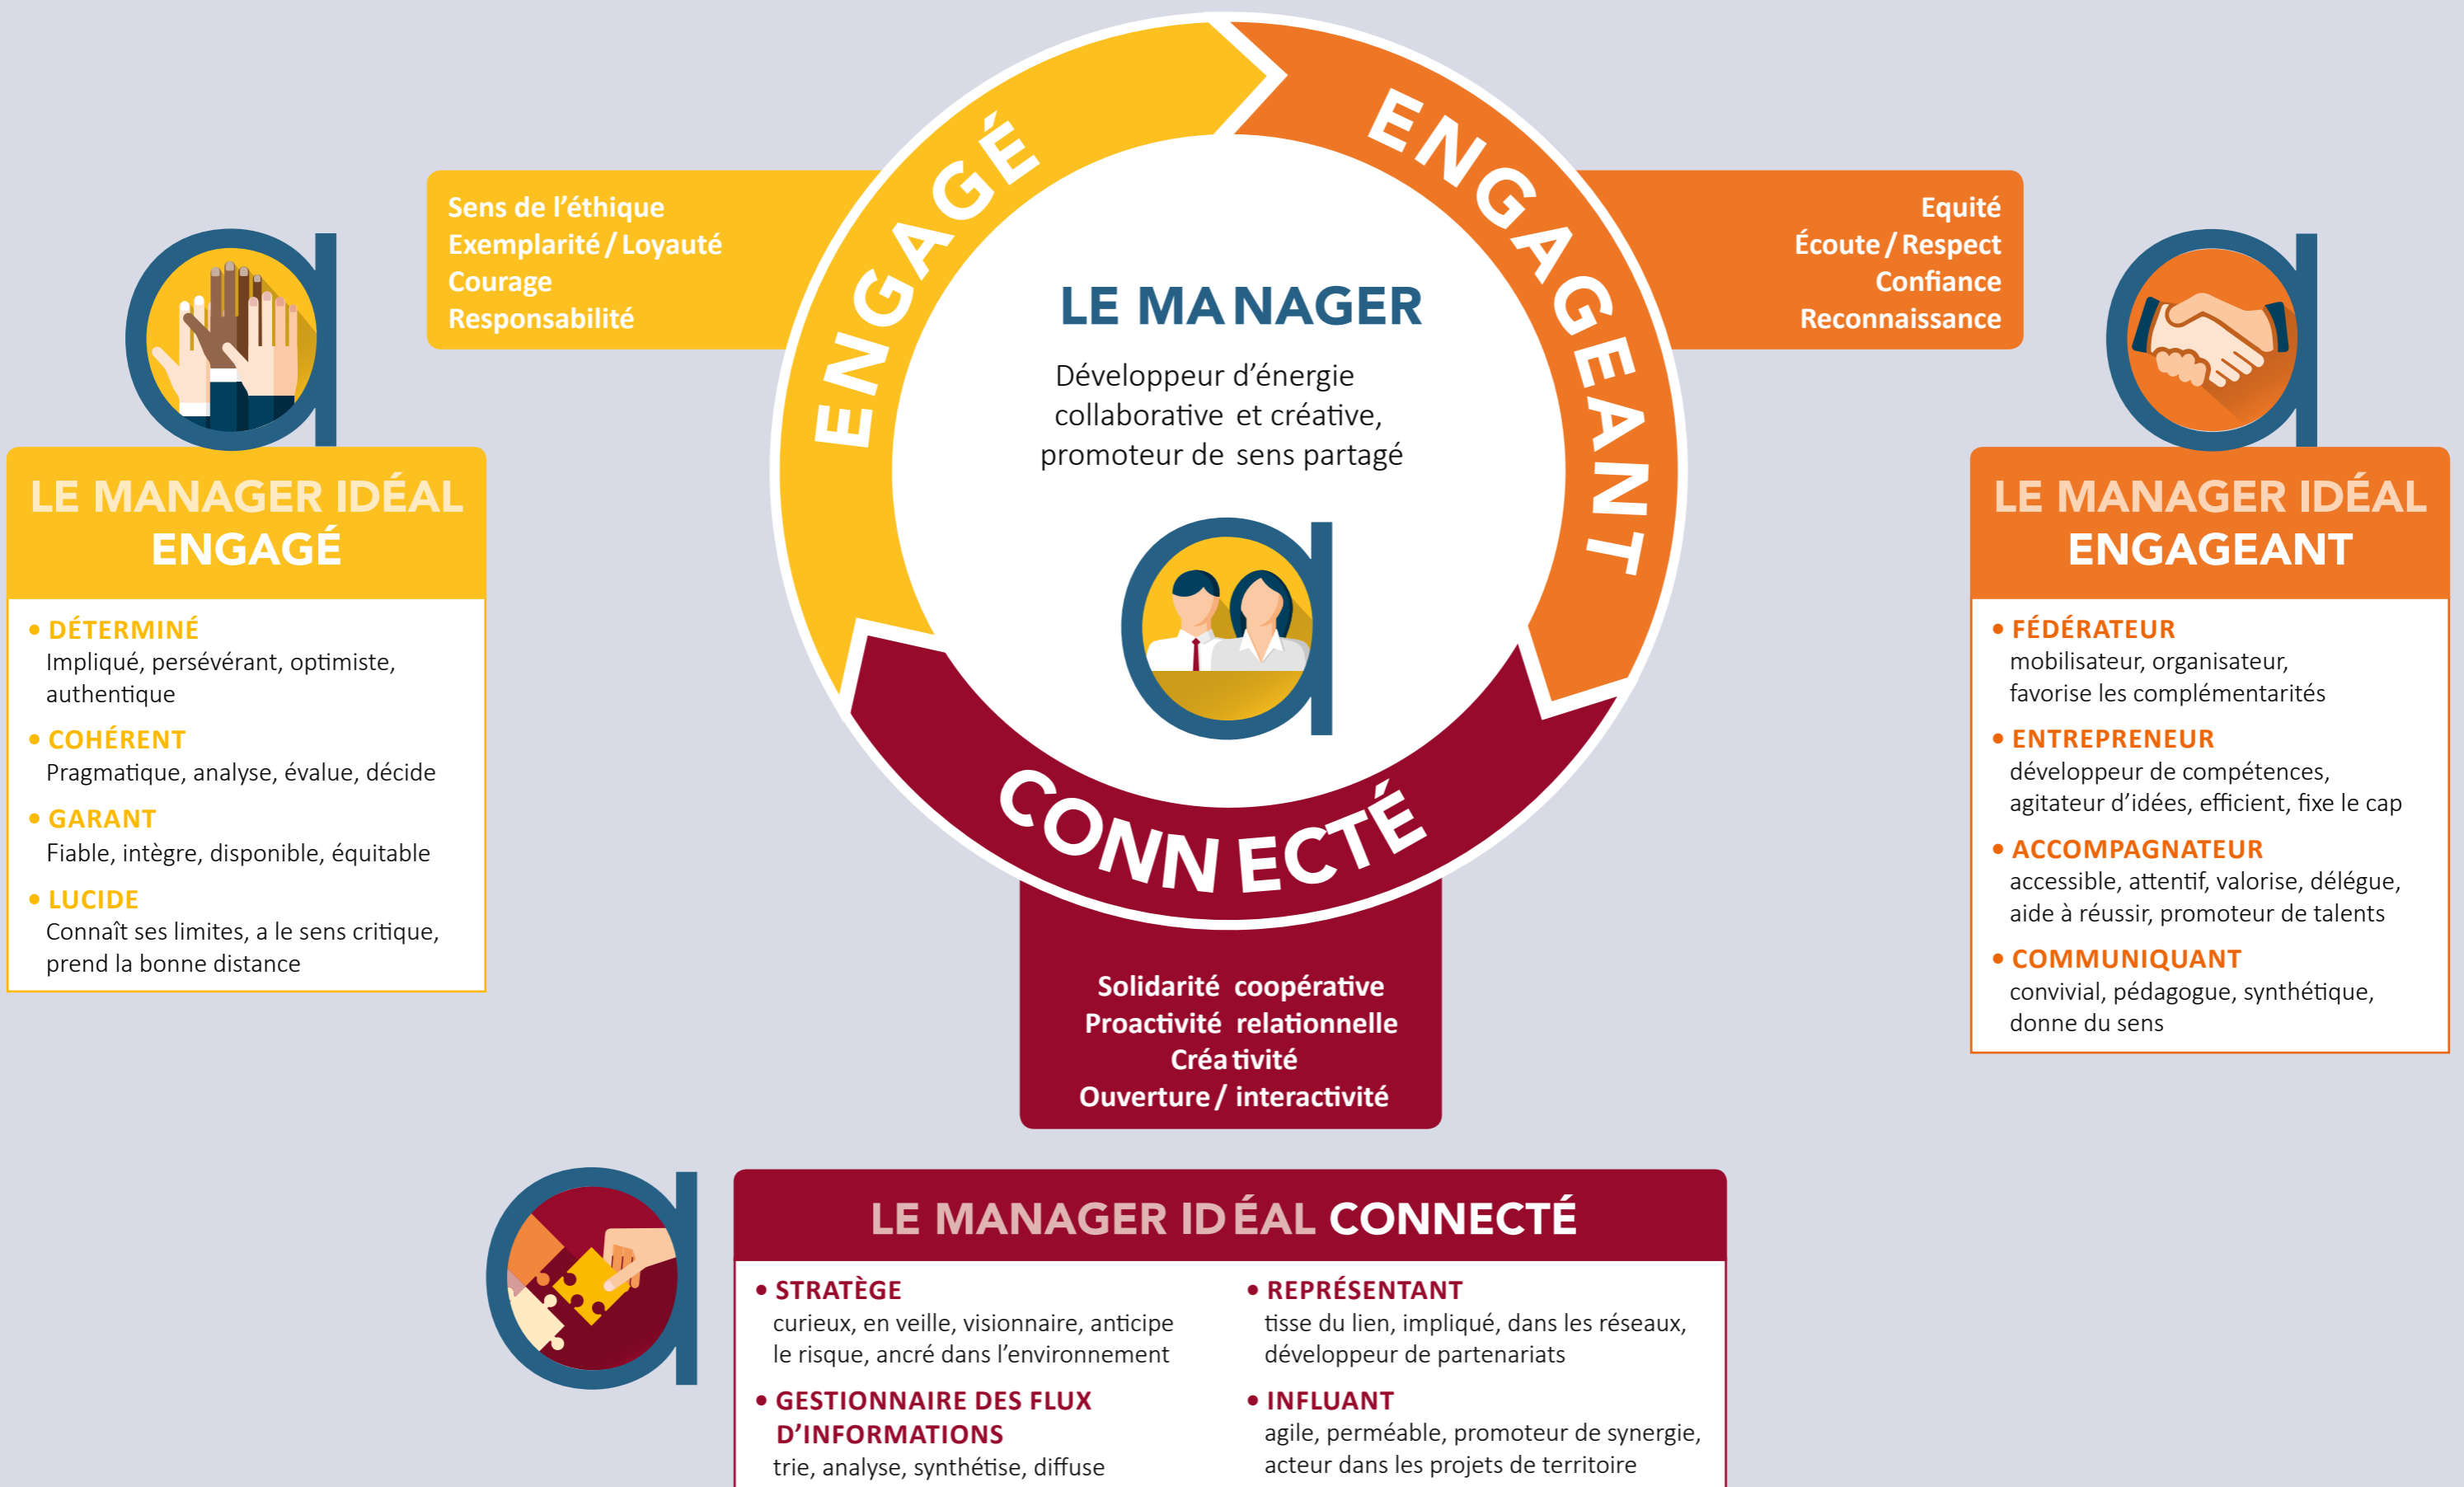 ENGAGÉ
ENGAGEANT
CONNECTÉ
Sens de l'éthique
Exemplarité / Loyauté
Courage
Responsabilité
Equité
Écoute / Respect
Confiance
Reconnaissance
LE MANAGER
Développeur d'énergie
collaborative et créative,
promoteur de sens partagé
Solidarité coopérative
Proactivité relationnelle
Créativité
Ouverture / interactivité
LE MANAGER IDÉAL
ENGAGÉ
• DÉTERMINÉ
Impliqué, persévérant, optimiste,
authentique
• COHÉRENT
Pragmatique, analyse, évalue, décide
• GARANT
Fiable, intègre, disponible, équitable
• LUCIDE
Connaît ses limites, a le sens critique,
prend la bonne distance
LE MANAGER IDÉAL
ENGAGEANT
• FÉDÉRATEUR
mobilisateur, organisateur,
favorise les complémentarités
• ENTREPRENEUR
développeur de compétences,
agitateur d'idées, efficient, fixe le cap
• ACCOMPAGNATEUR
accessible, attentif, valorise, délégue,
aide à réussir, promoteur de talents
• COMMUNIQUANT
convivial, pédagogue, synthétique,
donne du sens
LE MANAGER IDÉAL CONNECTÉ
• STRATÈGE
curieux, en veille, visionnaire, anticipe
le risque, ancré dans l'environnement
• GESTIONNAIRE DES FLUX
D'INFORMATIONS
trie, analyse, synthétise, diffuse
• REPRÉSENTANT
tisse du lien, impliqué, dans les réseaux,
développeur de partenariats
• INFLUANT
agile, perméable, promoteur de synergie,
acteur dans les projets de territoire